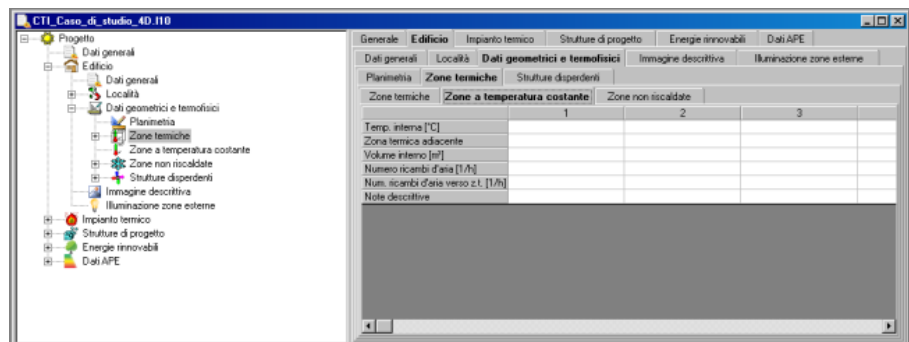 CTI_Caso_di_studio_4D.I10
Progetto
Dati generali
Edificio
Dati generali
Località
Dati geometrici e termofisici
Planimetria
Zone termiche
Zone a temperatura costante
Zone non riscaldate
Strutture disperdenti
Immagine descrittiva
Illuminazione zone esterne
Impianto termico
Strutture di progetto
Energie rinnovabili
Dati APE
Generale Edificio Impianto termico Strutture di progetto Energie rinnovabili Dati APE
Dati generali Località Dati geometrici e termofisici Immagine descrittiva Illuminazione zone esterne
Planimetria Zone termiche Strutture disperdenti
Zone termiche Zone a temperatura costante Zone non riscaldate
1 2 3
Temp. interna [°C]
Zona termica adiacente
Volume interno [m³]
Numero ricambi d'aria [1/h]
Num. ricambi d'aria verso z.t. [1/h]
Note descrittive